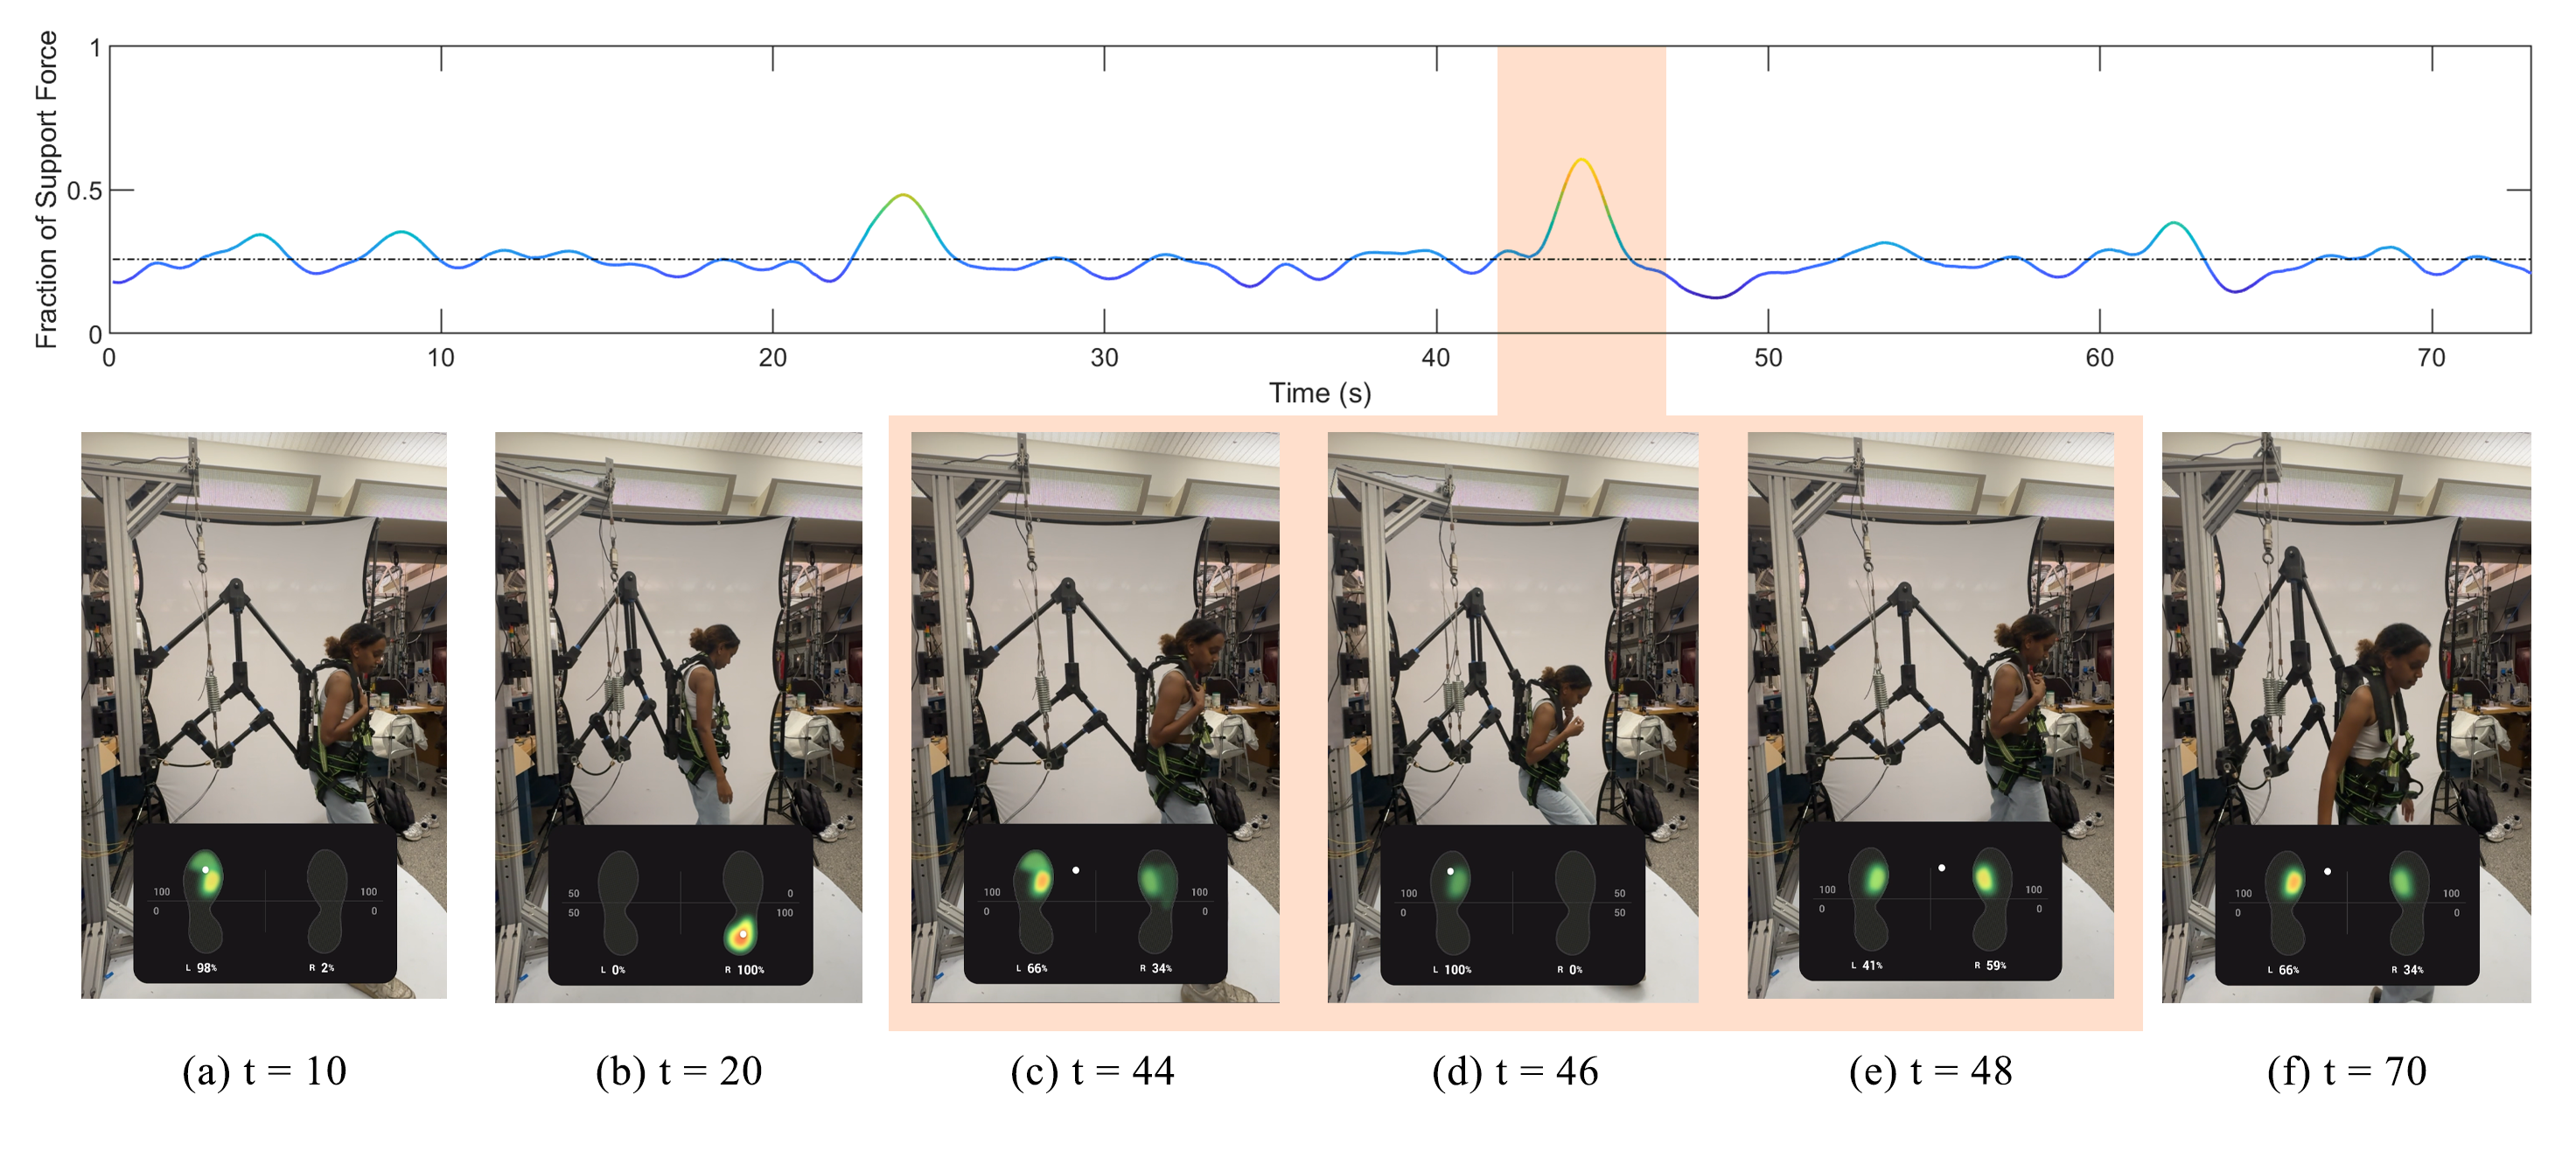 Fraction of Support Force
1
0.5
0
0 10 20 30 40 50 60 70
Time (s)
100 100
0 0
L 98% R 2%
50 0
50 100
L 0% R 100%
100 100
0 0
L 66% R 34%
100 50
0 50
L 100% R 0%
100 100
0 0
L 41% R 59%
100 100
0 0
L 66% R 34%
(a) t = 10
(b) t = 20
(c) t = 44
(d) t = 46
(e) t = 48
(f) t = 70